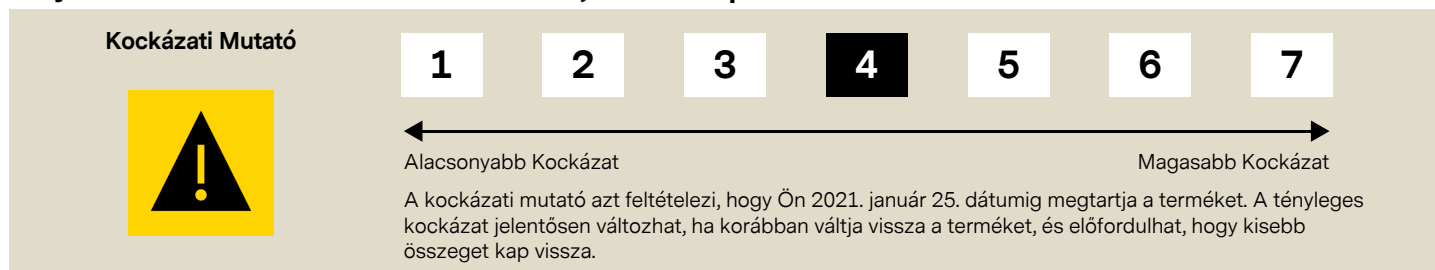 Kockázati Mutató
1 2 3 4 5 6 7
Alacsonyabb Kockázat Magasabb Kockázat
A kockázati mutató azt feltételezi, hogy Ön 2021. január 25. dátumig megtartja a terméket. A tényleges
kockázat jelentősen változhat, ha korábban váltja vissza a terméket, és előfordulhat, hogy kisebb
összeget kap vissza.